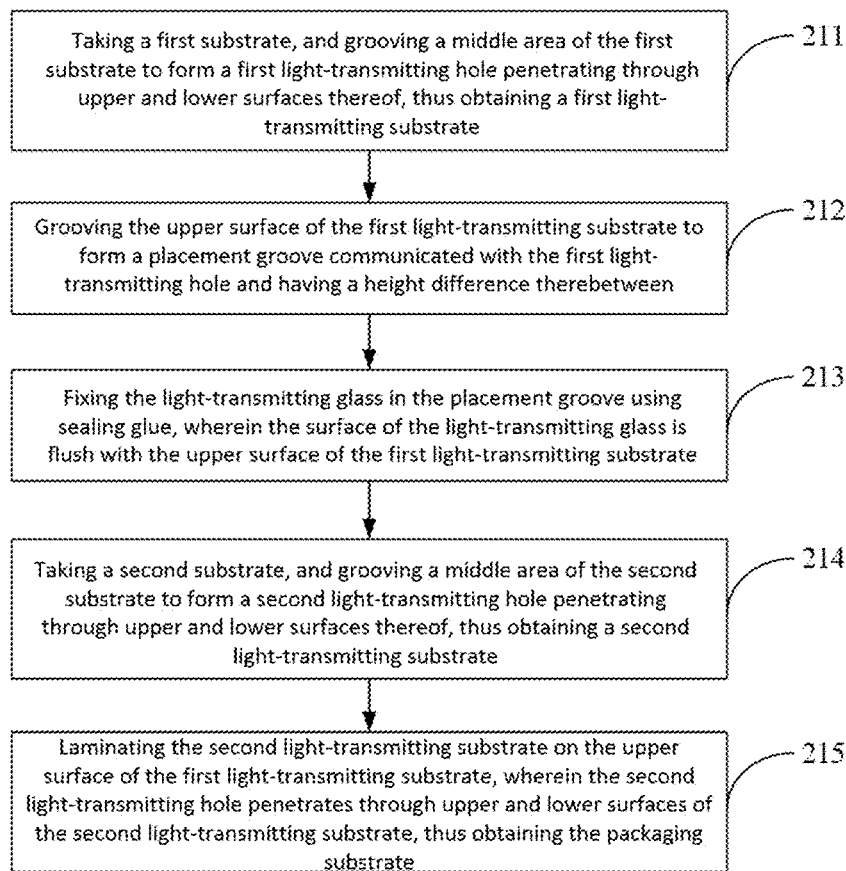 Taking a first substrate, and grooving a middle area of the first
substrate to form a first light-transmitting hole penetrating through
upper and lower surfaces thereof, thus obtaining a first light-
transmitting substrate
211
Grooving the upper surface of the first light-transmitting substrate to
form a placement groove communicated with the first light-
transmitting hole and having a height difference therebetween
212
Fixing the light-transmitting glass in the placement groove using
sealing glue, wherein the surface of the light-transmitting glass is
flush with the upper surface of the first light-transmitting substrate
213
Taking a second substrate, and grooving a middle area of the second
substrate to form a second light-transmitting hole penetrating
through upper and lower surfaces thereof, thus obtaining a second
light-transmitting substrate
214
Laminating the second light-transmitting substrate on the upper
surface of the first light-transmitting substrate, wherein the second
light-transmitting hole penetrates through upper and lower surfaces of
the second light-transmitting substrate, thus obtaining the packaging
substrate
215